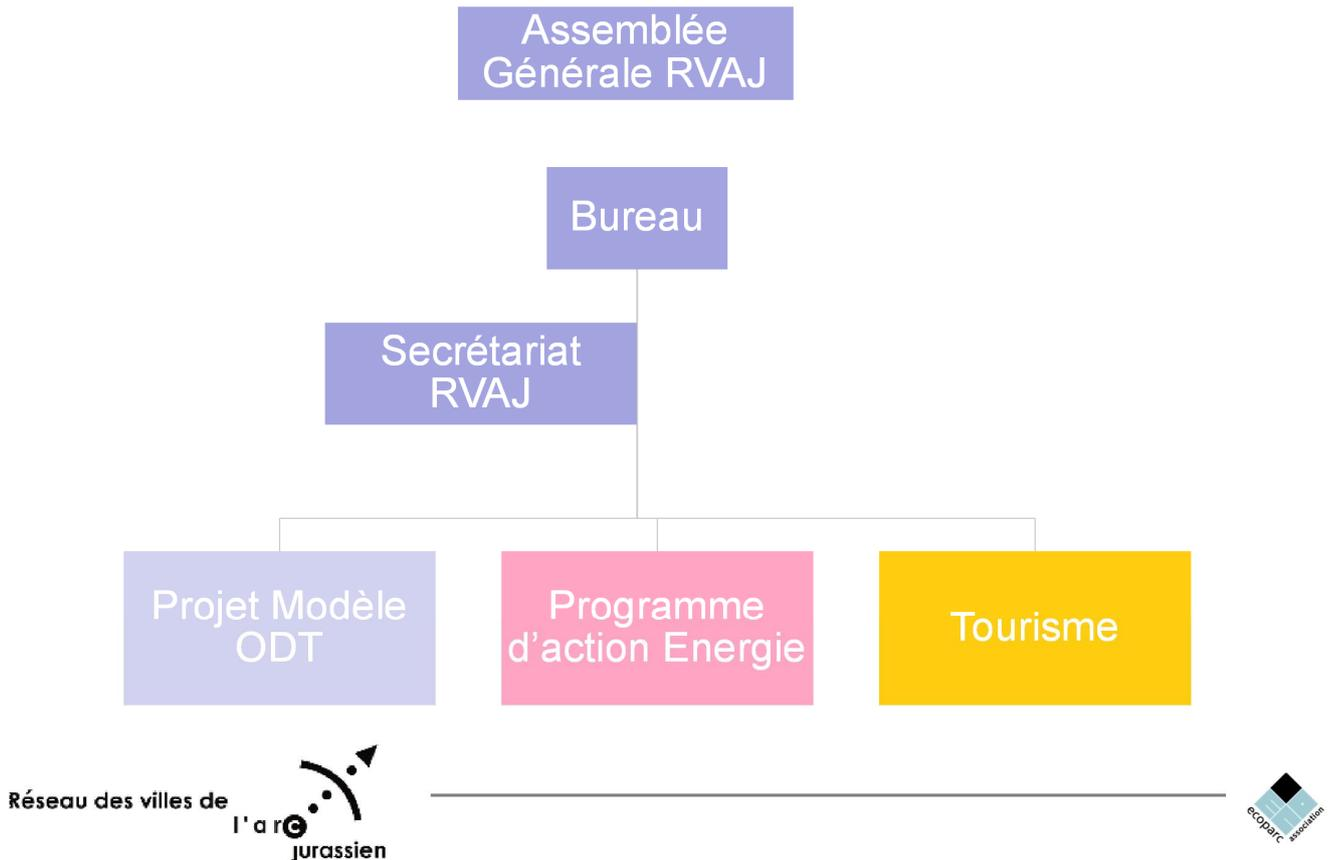 Assemblée
Générale RVAJ
Bureau
Secrétariat
RVAJ
Projet Modèle
ODT
Programme
d’action Energie
Tourisme
Réseau des villes de
l'arc
jurassien
ecoparc
association